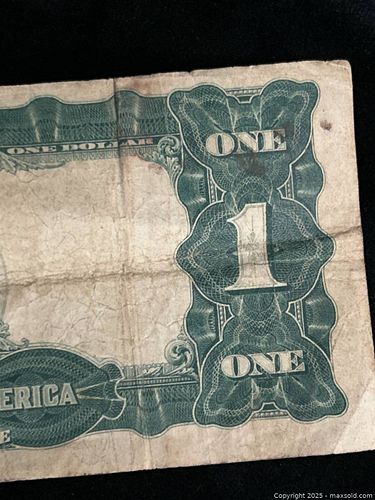 ONE DOLLAR
ONE
1
ONE
ERICA
E
Copyright 2025 - maxsold.com